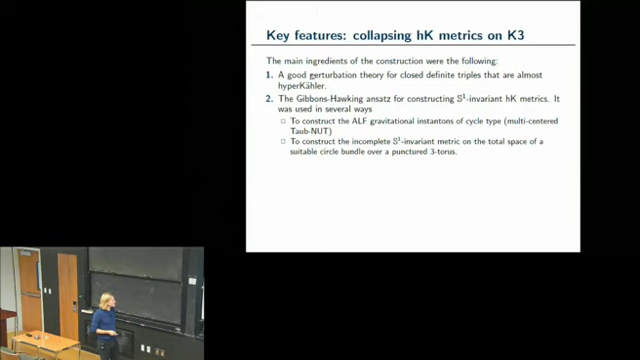 Key features: collapsing hK metrics on K3
The main ingredients of the construction were the following:
1. A good perturbation theory for closed definite triples that are almost
hyperKähler.
2. The Gibbons-Hawking ansatz for constructing 𝕊¹-invariant hK metrics. It
was used in several ways
□ To construct the ALF gravitational instantons of cycle type (multi-centered
Taub-NUT)
□ To construct the incomplete 𝕊¹-invariant metric on the total space of a
suitable circle bundle over a punctured 3-torus.